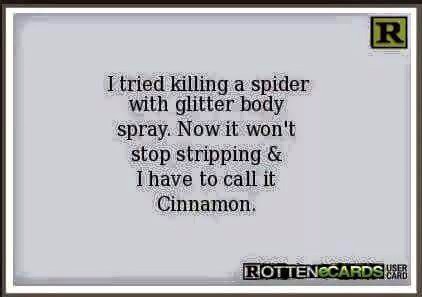 R
I tried killing a spider
with glitter body
spray. Now it won't
stop stripping &
I have to call it
Cinnamon.
ROTTENeCARDS USER CARD